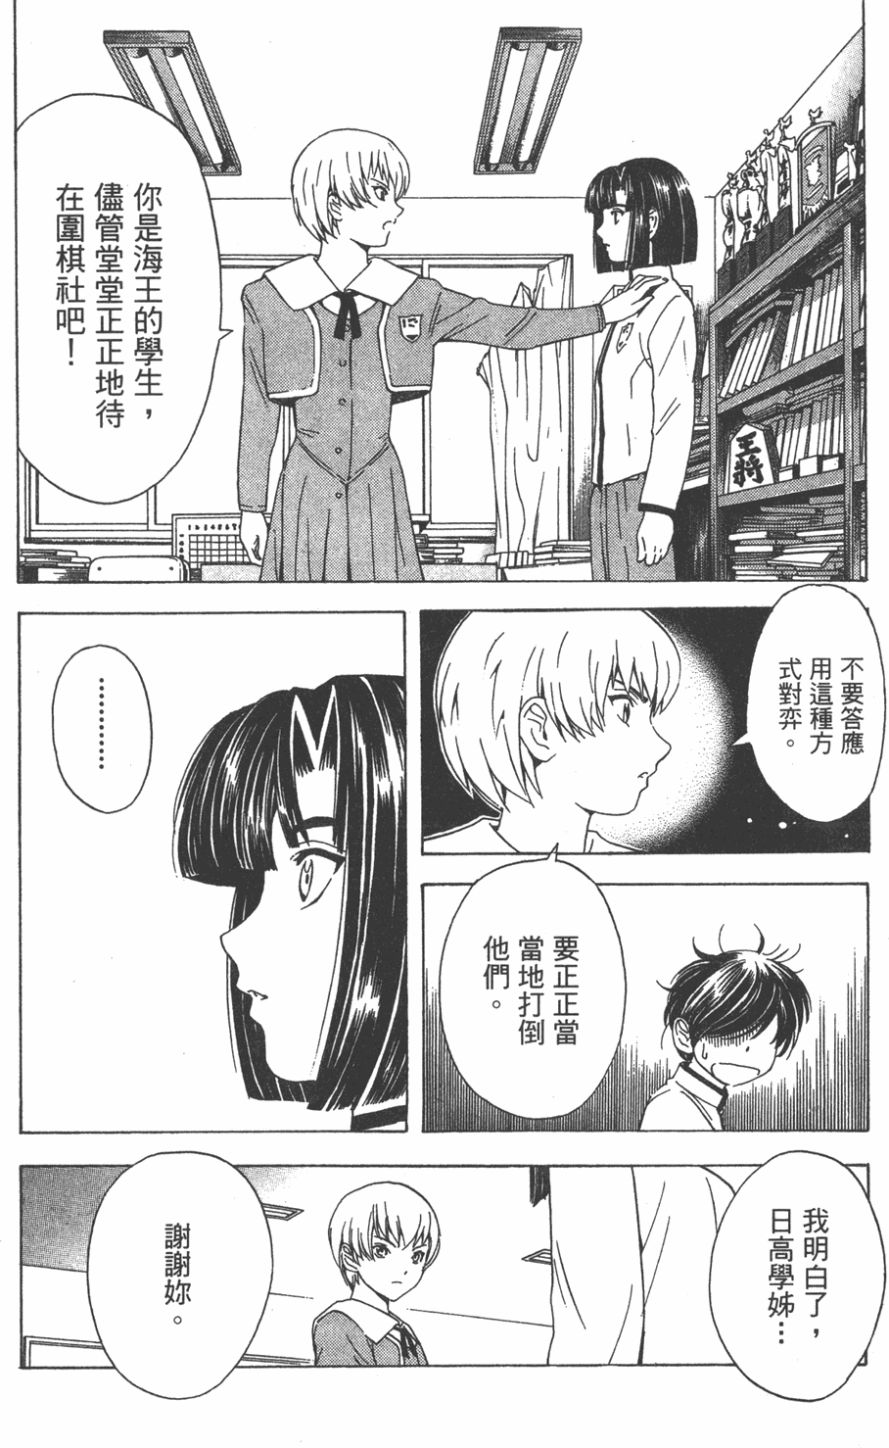 你是海王的學生，
儘管堂堂正正地待
在圍棋社吧！
王將
不要答應
用這種方
式對弈。
要正正當
當地打倒
他們。
…………
我明白了，
日高學姊…
謝謝妳。